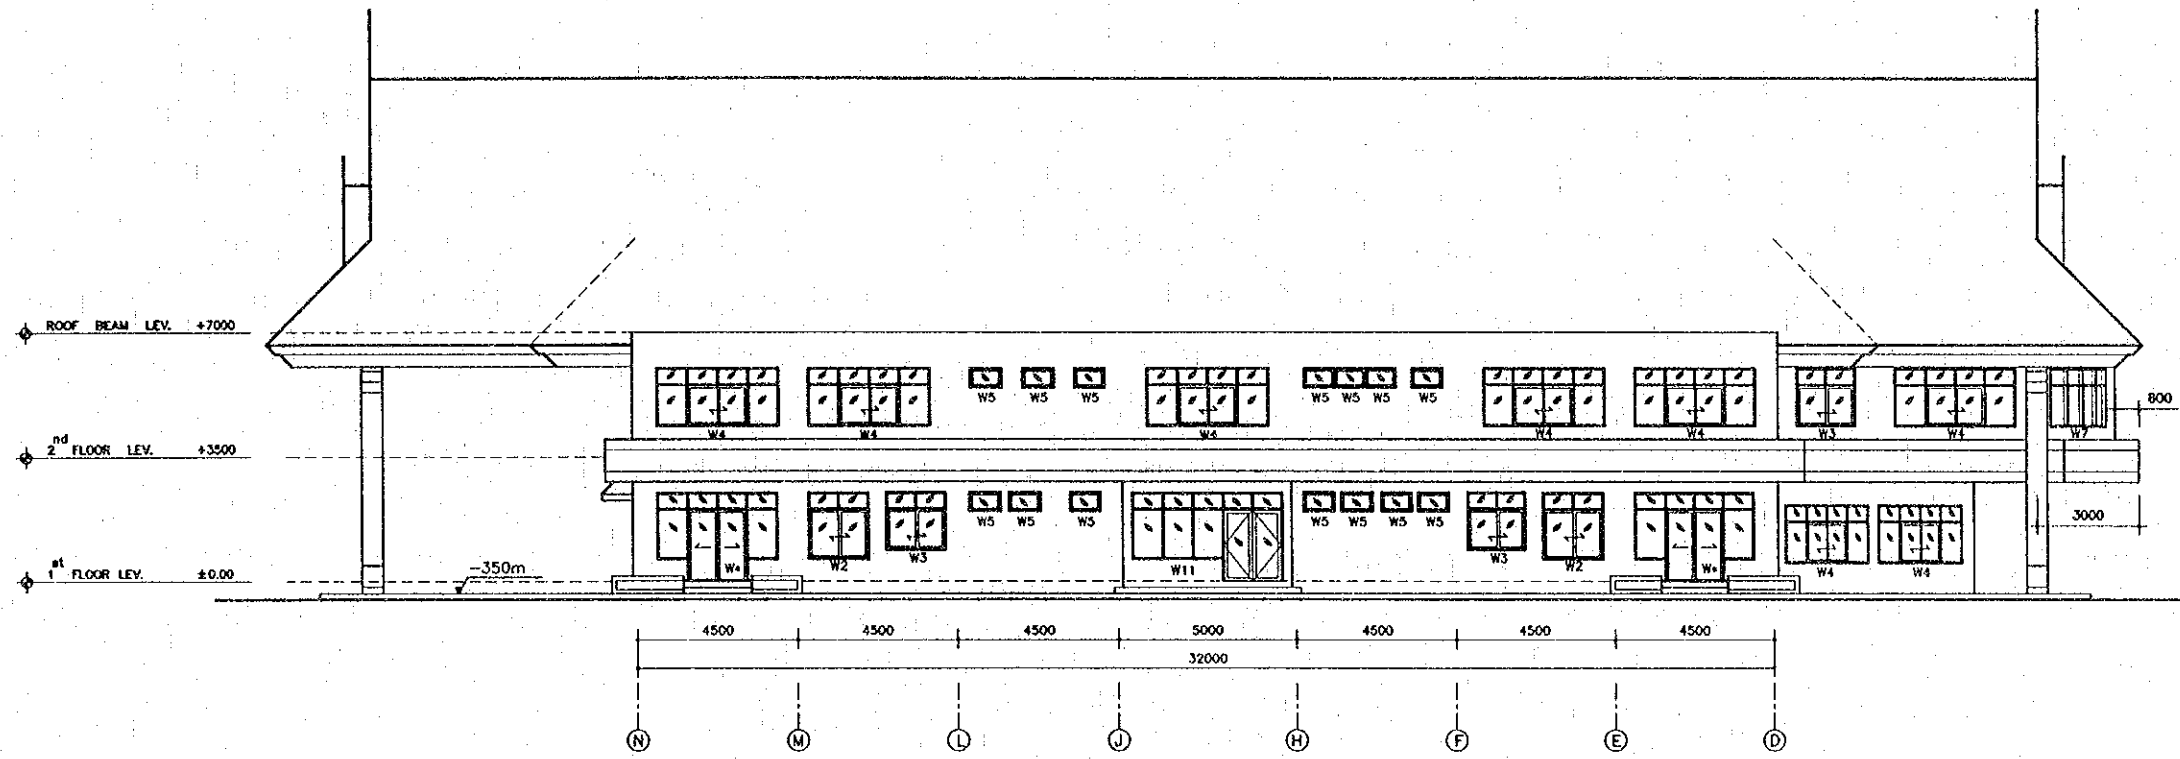 ROOF BEAM LEV. +7000
W4 W4 W5 W5 W5 W5 W5 W5 W5 W4 W4 W3 W4 W7
800
2nd FLOOR LEV. +3500
W5 W5 W5 W5 W5 W5 W5
W2 W3 W11 W3 W2 W4 W4
3000
1st FLOOR LEV. ±0.00
-350m
4500 4500 4500 5000 4500 4500 4500
32000
N M L J H F E D